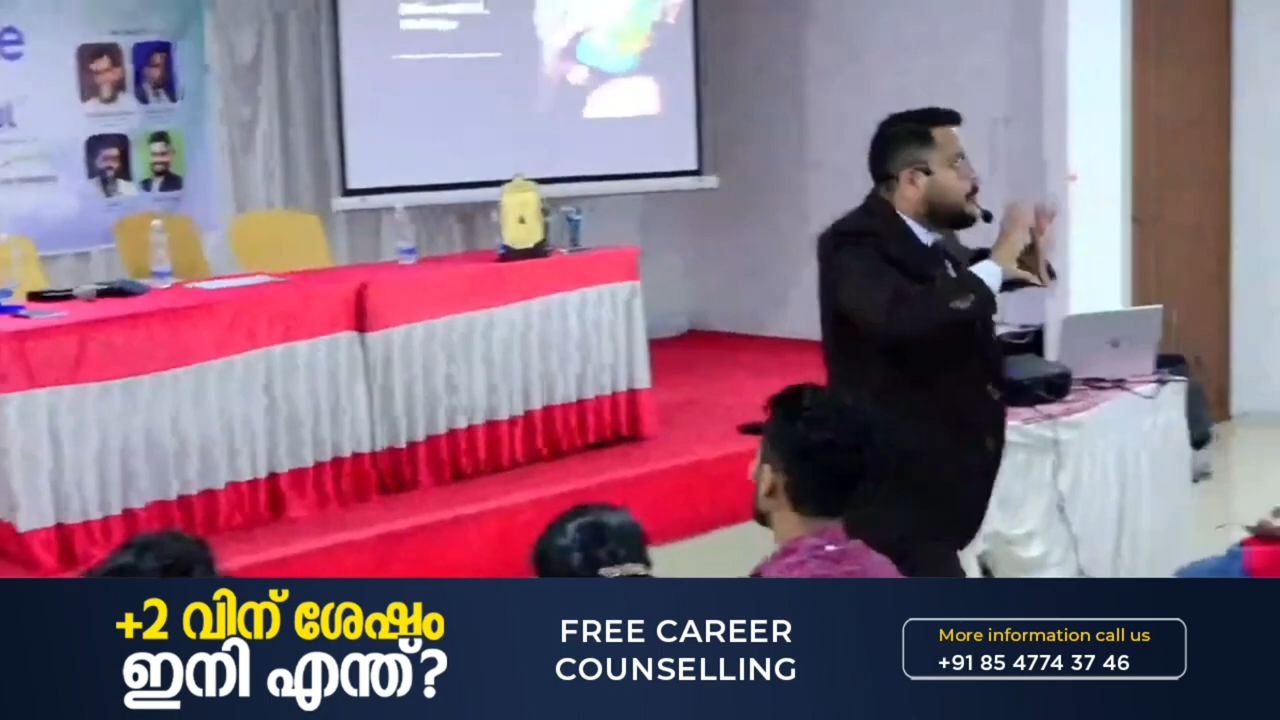 e
+2 വിന് ശേഷം
ഇനി എന്ത്?
FREE CAREER
COUNSELLING
More information call us
+91 85 4774 37 46